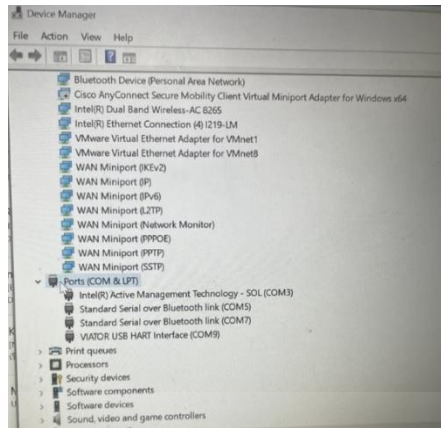 Device Manager
File Action View Help
Bluetooth Device (Personal Area Network)
Cisco AnyConnect Secure Mobility Client Virtual Miniport Adapter for Windows x64
Intel(R) Dual Band Wireless-AC 8265
Intel(R) Ethernet Connection (4) I219-LM
VMware Virtual Ethernet Adapter for VMnet1
VMware Virtual Ethernet Adapter for VMnet8
WAN Miniport (IKEv2)
WAN Miniport (IP)
WAN Miniport (IPv6)
WAN Miniport (L2TP)
WAN Miniport (Network Monitor)
WAN Miniport (PPPOE)
WAN Miniport (PPTP)
WAN Miniport (SSTP)
Ports (COM & LPT)
Intel(R) Active Management Technology - SOL (COM3)
Standard Serial over Bluetooth link (COM5)
Standard Serial over Bluetooth link (COM7)
VIATOR USB HART Interface (COM9)
Print queues
Processors
Security devices
Software components
Software devices
Sound, video and game controllers